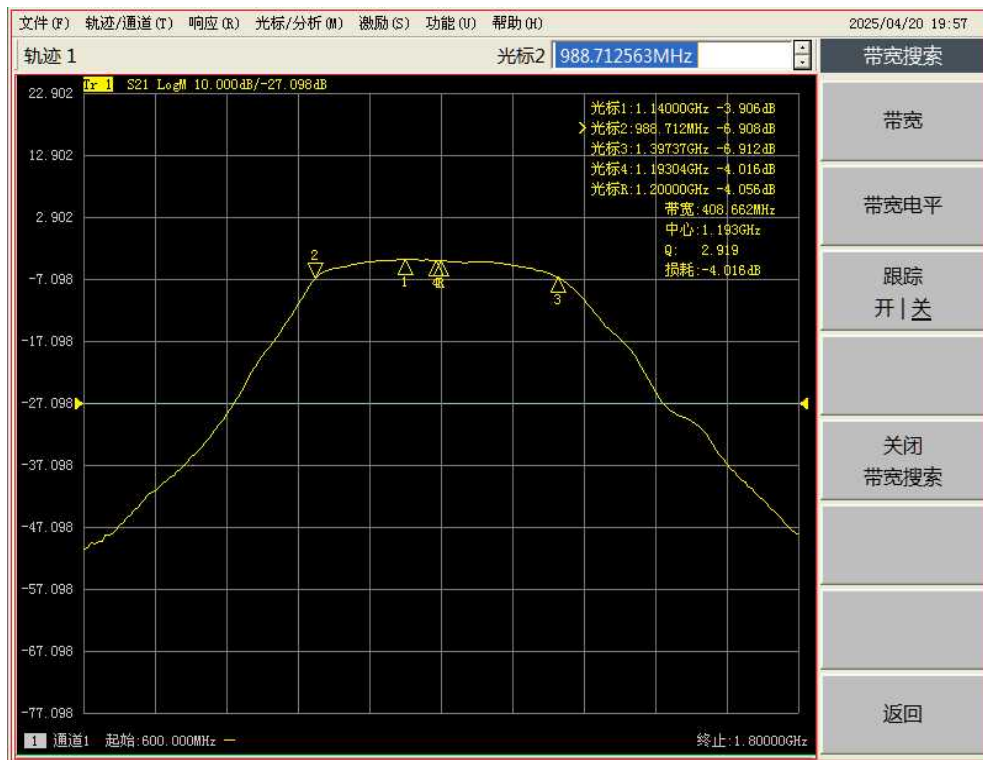 文件(F) 轨迹/通道(T) 响应(R) 光标/分析(M) 激励(S) 功能(U) 帮助(H) 2025/04/20 19:57
轨迹 1 光标2 988.712563MHz 带宽搜索
Tr 1 S21 LogM 10.000dB/-27.098dB
22.902
12.902
2.902
-7.098
-17.098
-27.098
-37.098
-47.098
-57.098
-67.098
-77.098
光标1:1.14000GHz -3.906dB
>光标2:988.712MHz -6.908dB
光标3:1.39737GHz -6.912dB
光标4:1.19304GHz -4.016dB
光标R:1.20000GHz -4.056dB
带宽:408.662MHz
中心:1.193GHz
Q: 2.919
损耗:-4.016dB
2
1
4R
3
1 通道1 起始:600.000MHz — 终止:1.80000GHz
带宽
带宽电平
跟踪
开|关
关闭
带宽搜索
返回